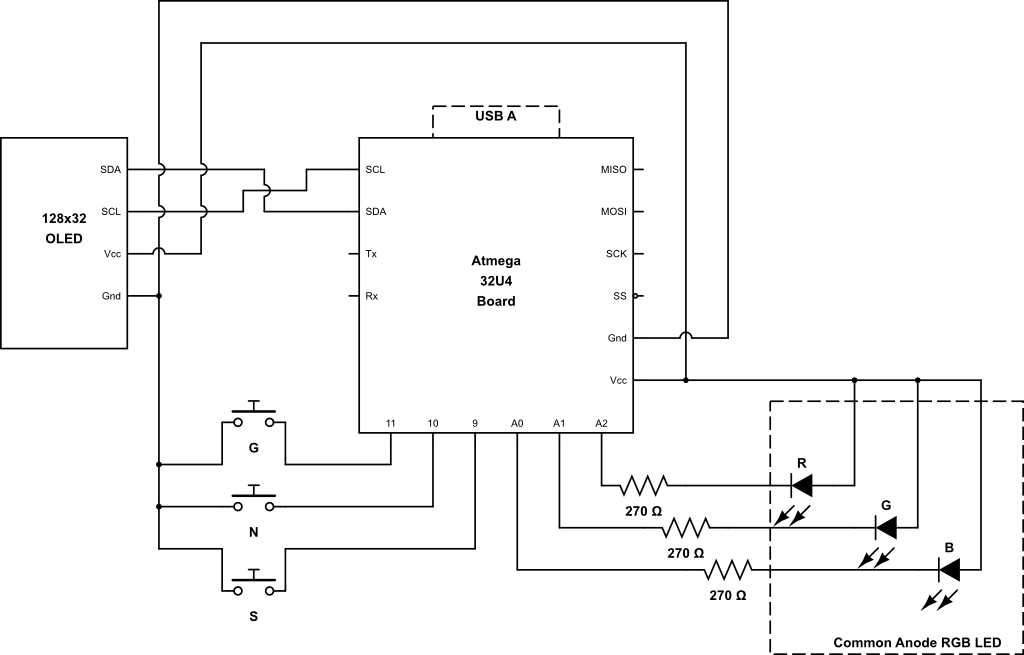 USB A
SDA
SCL
Vcc
Gnd
128x32
OLED
SCL
SDA
Tx
Rx
Atmega
32U4
Board
MISO
MOSI
SCK
SS
Gnd
Vcc
11
10
9
A0
A1
A2
G
N
S
270 Ω
270 Ω
270 Ω
R
G
B
Common Anode RGB LED